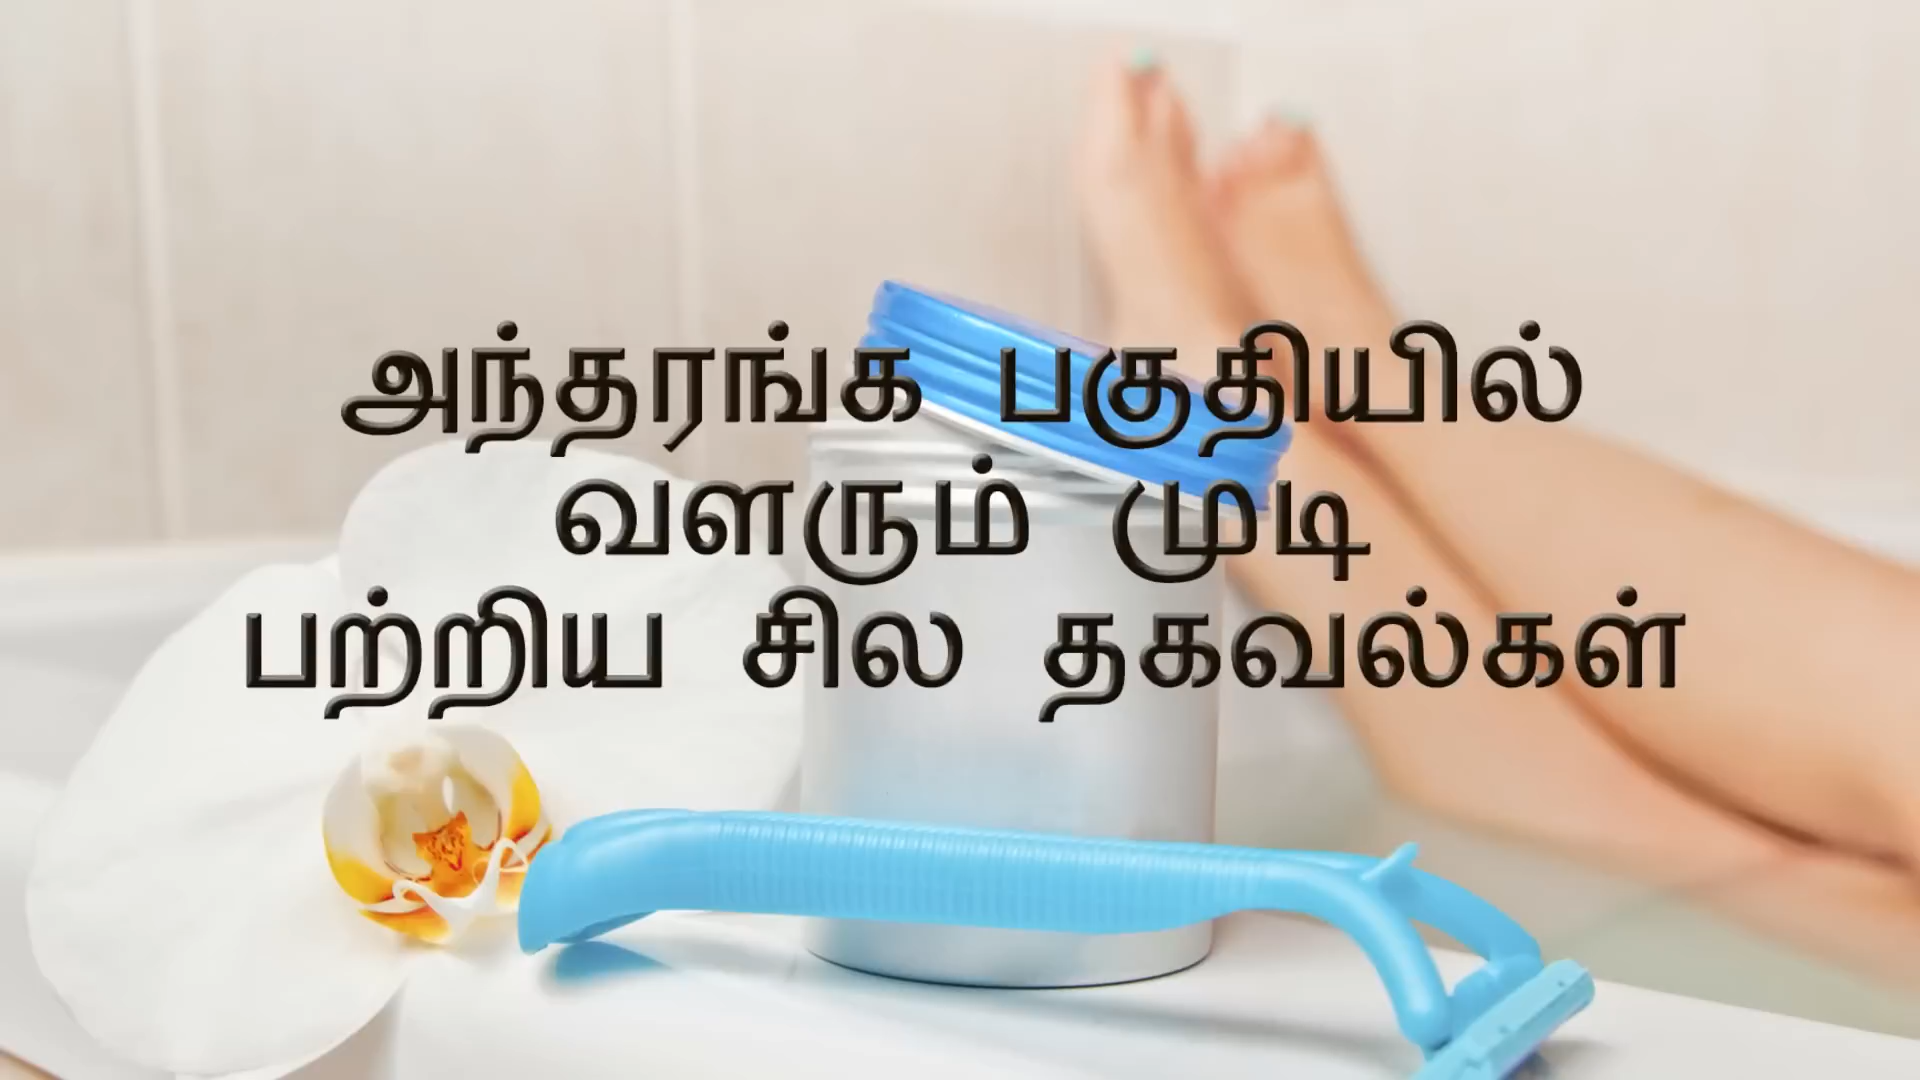 அந்தரங்க பகுதியில்
வளரும் முடி
பற்றிய சில தகவல்கள்